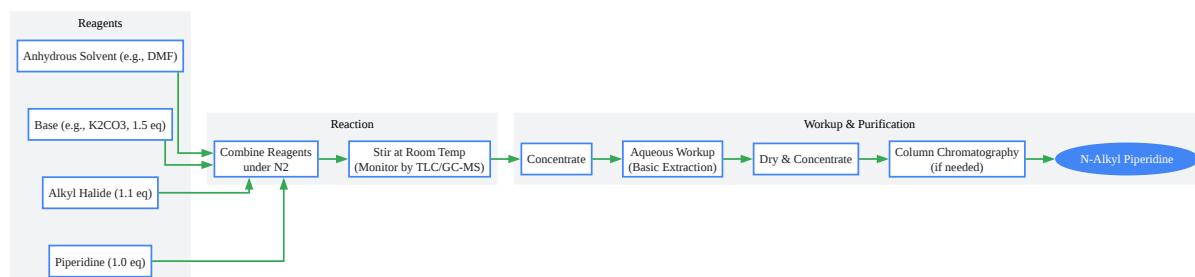 Reagents
Anhydrous Solvent (e.g., DMF)
Base (e.g., K2CO3, 1.5 eq)
Alkyl Halide (1.1 eq)
Piperidine (1.0 eq)
Reaction
Combine Reagents
under N2
Stir at Room Temp
(Monitor by TLC/GC-MS)
Workup & Purification
Concentrate
Aqueous Workup
(Basic Extraction)
Dry & Concentrate
Column Chromatography
(if needed)
N-Alkyl Piperidine